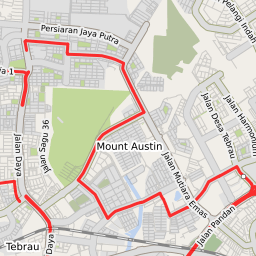 Persiaran Jaya Putra
Pelangi Indah
a 1
Jalan Daya
Jalan Saga 36
Jalan Harmonium
Jalan Desa Tebrau
Mount Austin
Jalan Mutiara Emas
Jalan Pandan
Tebrau
Daya